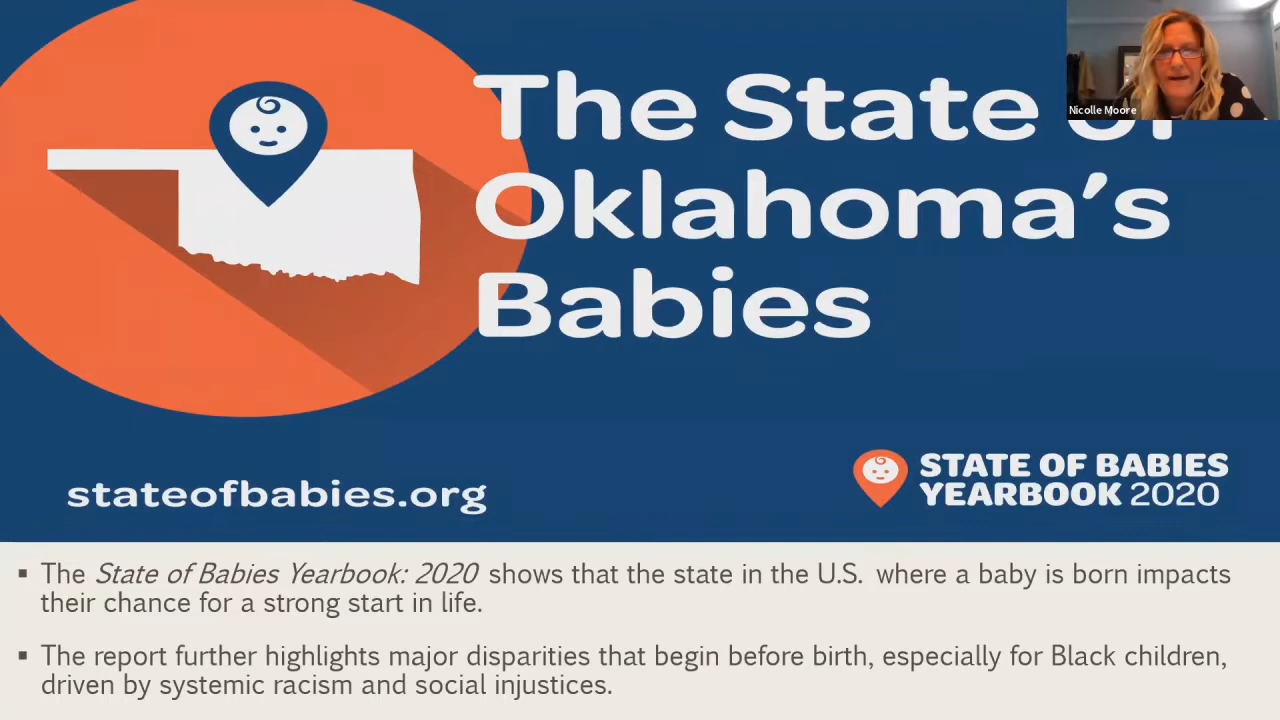 The State of
Oklahoma's
Babies
Nicolle Moore
stateofbabies.org
STATE OF BABIES
YEARBOOK 2020
▪ The State of Babies Yearbook: 2020 shows that the state in the U.S. where a baby is born impacts
their chance for a strong start in life.
▪ The report further highlights major disparities that begin before birth, especially for Black children,
driven by systemic racism and social injustices.